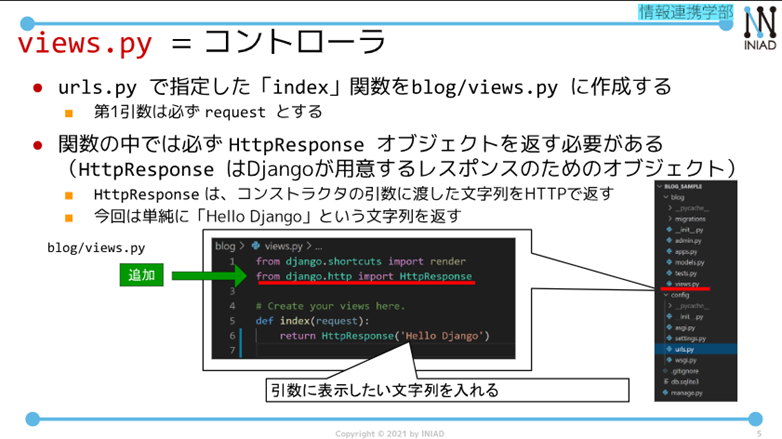 情報連携学部
INIAD
views.py = コントローラ
urls.py で指定した「index」関数をblog/views.py に作成する
第1引数は必ず request とする
関数の中では必ず HttpResponse オブジェクトを返す必要がある
（HttpResponse はDjangoが用意するレスポンスのためのオブジェクト）
HttpResponse は、コンストラクタの引数に渡した文字列をHTTPで返す
今回は単純に「Hello Django」という文字列を返す
blog/views.py
追加
blog > views.py > ...
1 from django.shortcuts import render
2 from django.http import HttpResponse
3
4 # Create your views here.
5 def index(request):
6 return HttpResponse('Hello Django')
7
引数に表示したい文字列を入れる
BLOG_SAMPLE
blog
__pycache__
migrations
__init__.py
admin.py
apps.py
models.py
tests.py
views.py
config
__pycache__
__init__.py
asgi.py
settings.py
urls.py
wsgi.py
.gitignore
db.sqlite3
manage.py
Copyright © 2021 by INIAD
5